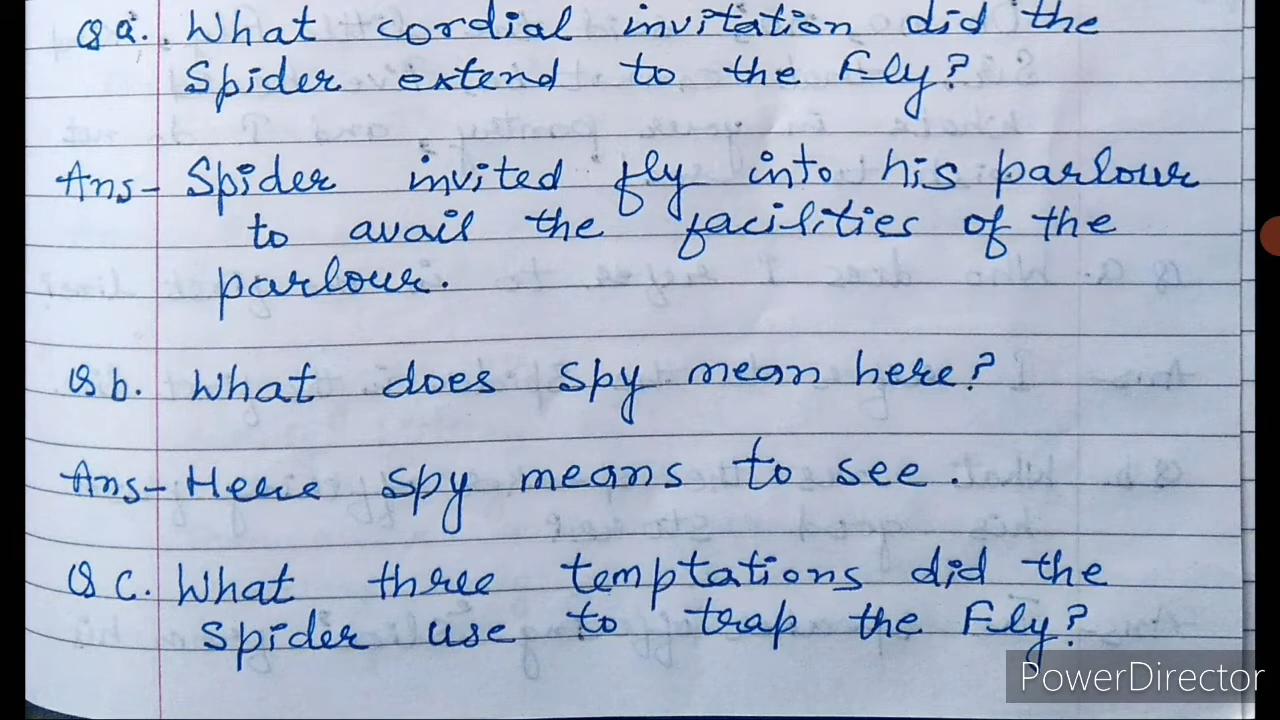 Q a. What cordial invitation did the
Spider extend to the Fly?
Ans- Spider invited fly into his parlour
to avail the facilities of the
parlour.
Q b. What does spy mean here?
Ans- Here spy means to see.
Q c. What three temptations did the
spider use to trap the Fly?
PowerDirector